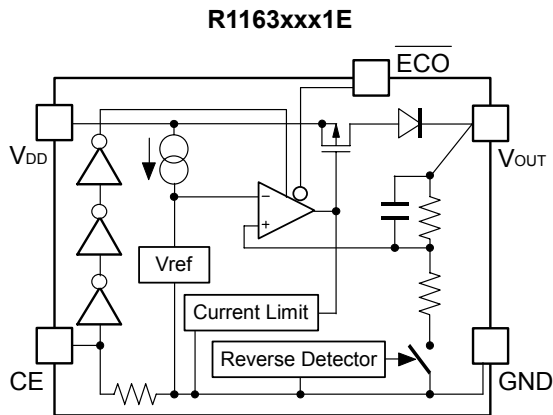 R1163xxx1E
ECO
VDD
VOUT
−
+
Vref
Current Limit
Reverse Detector
CE
GND